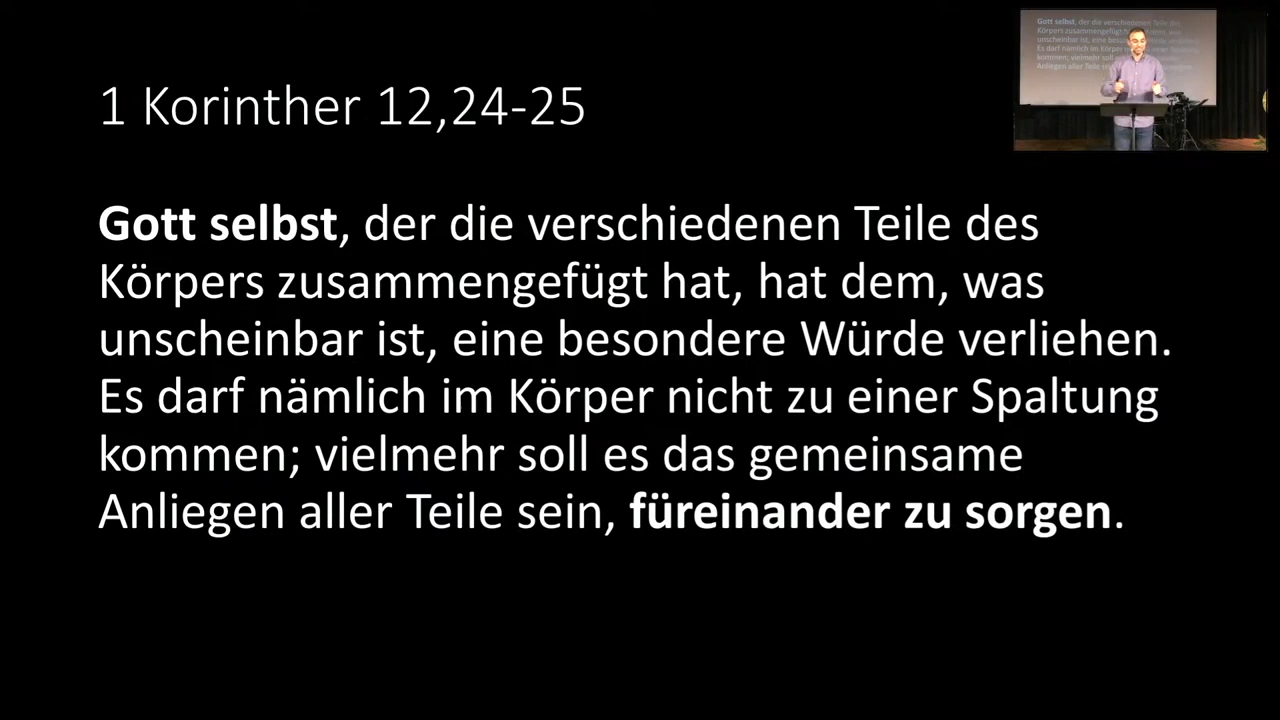 1 Korinther 12,24-25
Gott selbst, der die verschiedenen Teile des
Körpers zusammengefügt hat, hat dem, was
unscheinbar ist, eine besondere Würde verliehen.
Es darf nämlich im Körper nicht zu einer Spaltung
kommen; vielmehr soll es das gemeinsame
Anliegen aller Teile sein, füreinander zu sorgen.